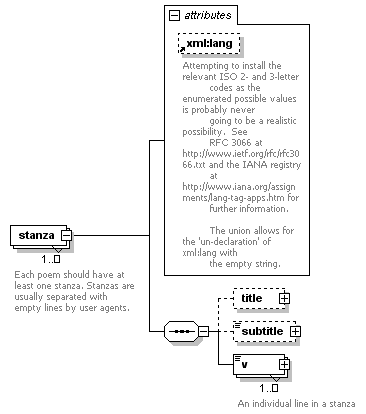 attributes
xml:lang
Attempting to install the
relevant ISO 2- and 3-letter
codes as the
enumerated possible values
is probably never
going to be a realistic
possibility.  See
RFC 3066 at
http://www.ietf.org/rfc/rfc30
66.txt and the IANA registry
at
http://www.iana.org/assign
ments/lang-tag-apps.htm for
further information.
The union allows for
the 'un-declaration' of
xml:lang with
the empty string.
stanza
1..□
Each poem should have at
least one stanza. Stanzas are
usually separated with
empty lines by user agents.
title
subtitle
v
1..□
An individual line in a stanza